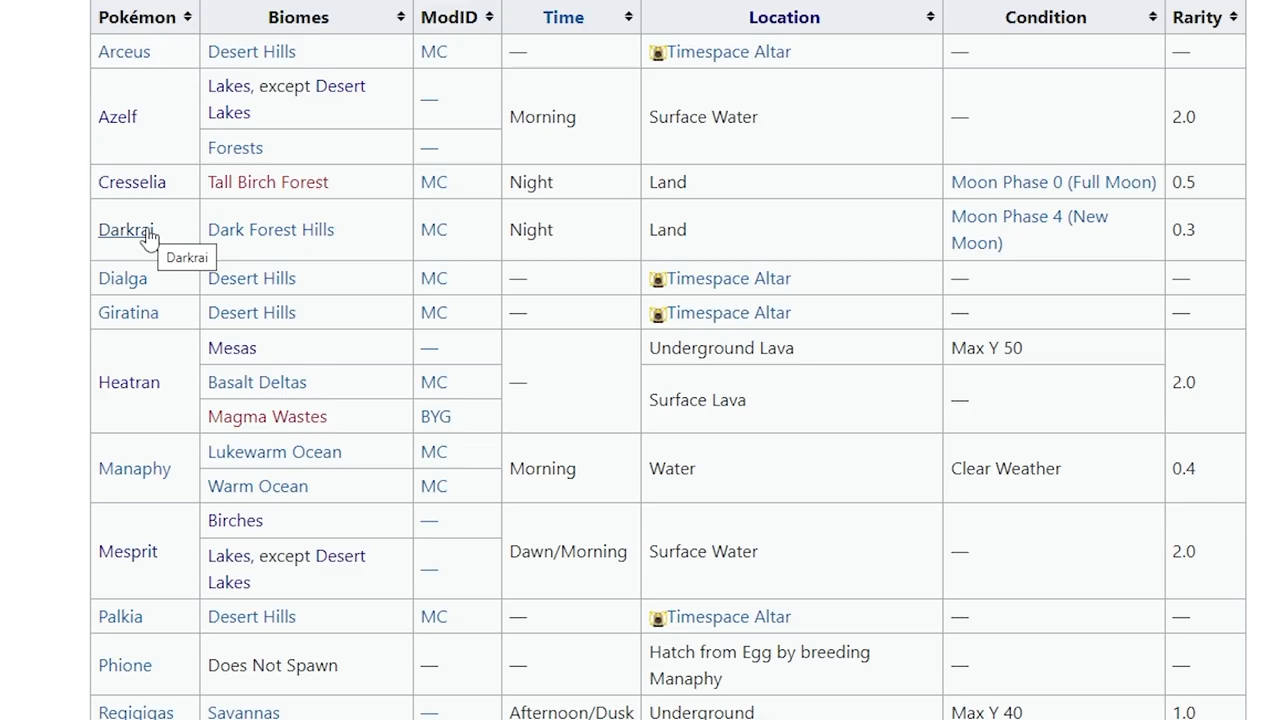 Pokémon Biomes ModID Time Location Condition Rarity
Arceus Desert Hills MC — Timespace Altar — —
Azelf Lakes, except Desert
Lakes — Morning Surface Water — 2.0
Forests —
Cresselia Tall Birch Forest MC Night Land Moon Phase 0 (Full Moon) 0.5
Darkrai Dark Forest Hills MC Night Land Moon Phase 4 (New
Moon) 0.3
Darkrai
Dialga Desert Hills MC — Timespace Altar — —
Giratina Desert Hills MC — Timespace Altar — —
Mesas — Underground Lava Max Y 50
Heatran Basalt Deltas MC — Surface Lava — 2.0
Magma Wastes BYG
Manaphy Lukewarm Ocean MC Morning Water Clear Weather 0.4
Warm Ocean MC
Birches —
Mesprit Lakes, except Desert
Lakes — Dawn/Morning Surface Water — 2.0
Palkia Desert Hills MC — Timespace Altar — —
Phione Does Not Spawn — — Hatch from Egg by breeding
Manaphy — —
Regigigas Savannas — Afternoon/Dusk Underground Max Y 40 1.0